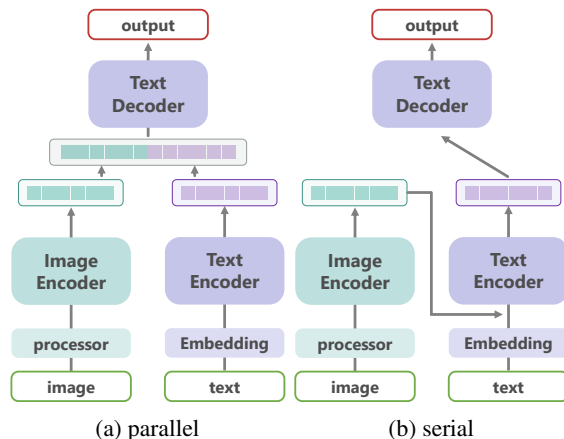 output
Text
Decoder
Image
Encoder
Text
Encoder
processor
Embedding
image
text
(a) parallel
output
Text
Decoder
Image
Encoder
Text
Encoder
processor
Embedding
image
text
(b) serial